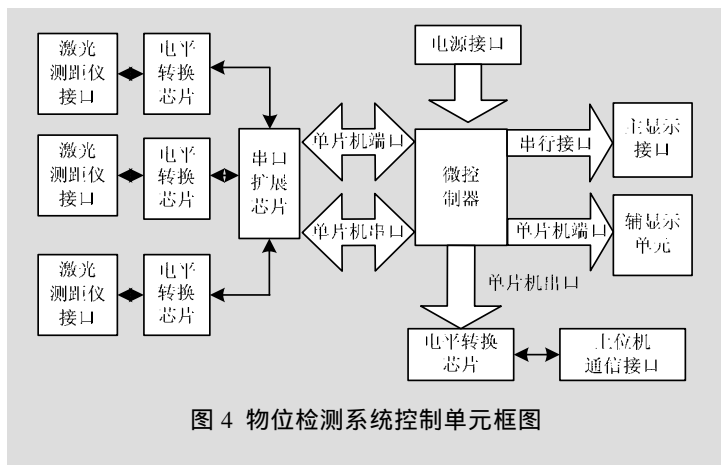 激光
测距仪
接口
电平
转换
芯片
激光
测距仪
接口
电平
转换
芯片
激光
测距仪
接口
电平
转换
芯片
串口
扩展
芯片
单片机端口
单片机串口
电源接口
微控
制器
串行接口
主显示
接口
单片机端口
辅显示
单元
单片机串口
电平转换
芯片
上位机
通信接口
图 4 物位检测系统控制单元框图